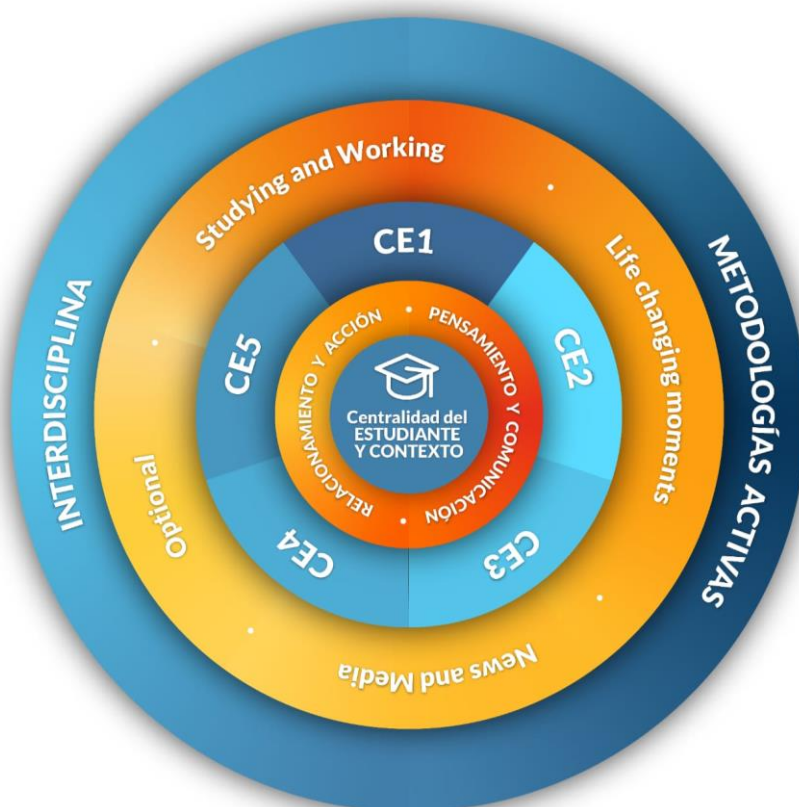 INTERDISCIPLINA
METODOLOGÍAS ACTIVAS
Studying and Working
Life changing moments
News and Media
Optional
CE1
CE2
CE3
CE4
CE5
RELACIONAMIENTO Y ACCIÓN
PENSAMIENTO Y COMUNICACIÓN
Centralidad del
ESTUDIANTE
Y CONTEXTO